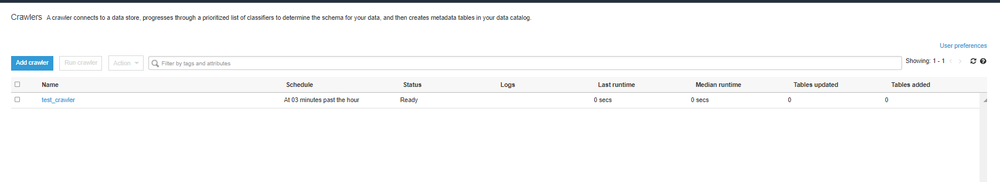 Crawlers A crawler connects to a data store, progresses through a prioritized list of classifiers to determine the schema for your data, and then creates metadata tables in your data catalog.
User preferences
Add crawler Run crawler Action Filter by tags and attributes Showing: 1 - 1
Name Schedule Status Logs Last runtime Median runtime Tables updated Tables added
test_crawler At 03 minutes past the hour Ready 0 secs 0 secs 0 0